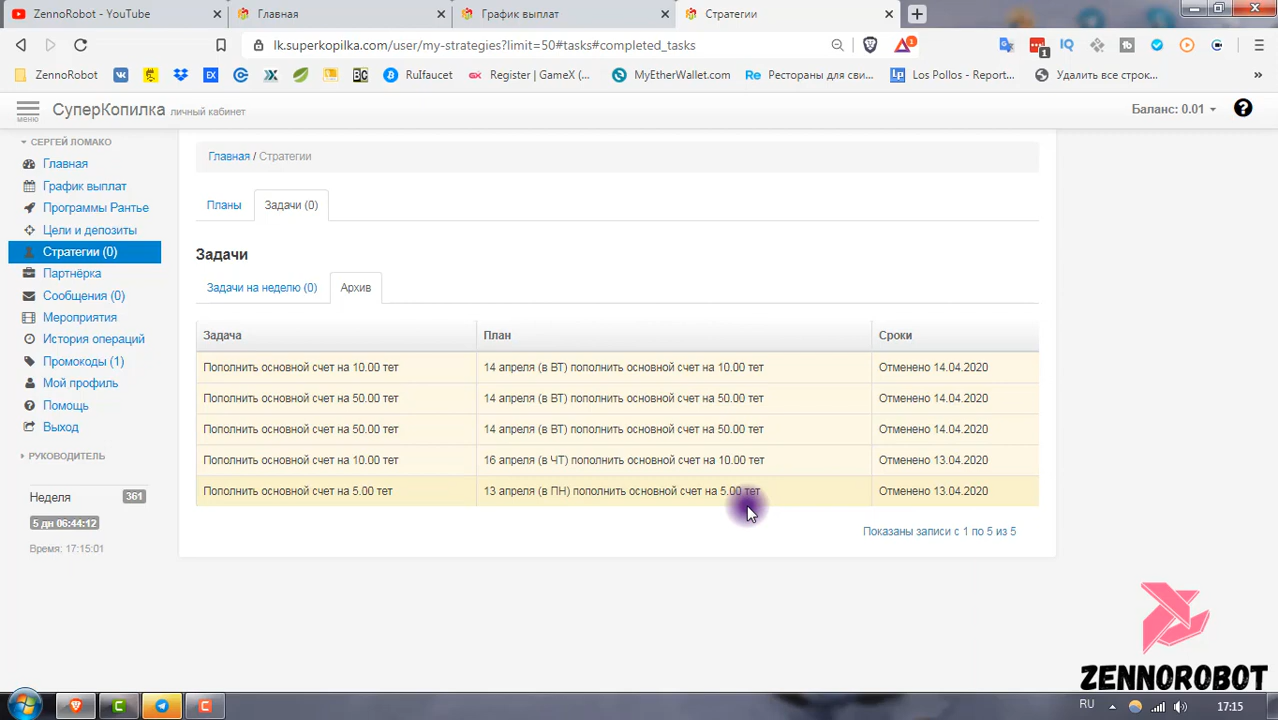 ZennoRobot - YouTube
Главная
График выплат
Стратегии
lk.superkopilka.com/user/my-strategies?limit=50#tasks#completed_tasks
1
1
ZennoRobot
Rulfaucet
Register | GameX (...
MyEtherWallet.com
Рестораны для сви...
Los Pollos - Report...
Удалить все строк...
СуперКопилка личный кабинет
меню
Баланс: 0.01
СЕРГЕЙ ЛОМАКО
Главная
График выплат
Программы Рантье
Цели и депозиты
Стратегии (0)
Партнёрка
Сообщения (0)
Мероприятия
История операций
Промокоды (1)
Мой профиль
Помощь
Выход
РУКОВОДИТЕЛЬ
Неделя 361
5 дн 06:44:12
Время: 17:15:01
Главная / Стратегии
Планы
Задачи (0)
Задачи
Задачи на неделю (0)
Архив
Задача План Сроки
Пополнить основной счет на 10.00 тет 14 апреля (в ВТ) пополнить основной счет на 10.00 тет Отменено 14.04.2020
Пополнить основной счет на 50.00 тет 14 апреля (в ВТ) пополнить основной счет на 50.00 тет Отменено 14.04.2020
Пополнить основной счет на 50.00 тет 14 апреля (в ВТ) пополнить основной счет на 50.00 тет Отменено 14.04.2020
Пополнить основной счет на 10.00 тет 16 апреля (в ЧТ) пополнить основной счет на 10.00 тет Отменено 13.04.2020
Пополнить основной счет на 5.00 тет 13 апреля (в ПН) пополнить основной счет на 5.00 тет Отменено 13.04.2020
Показаны записи с 1 по 5 из 5
ZENNOROBOT
RU
17:15